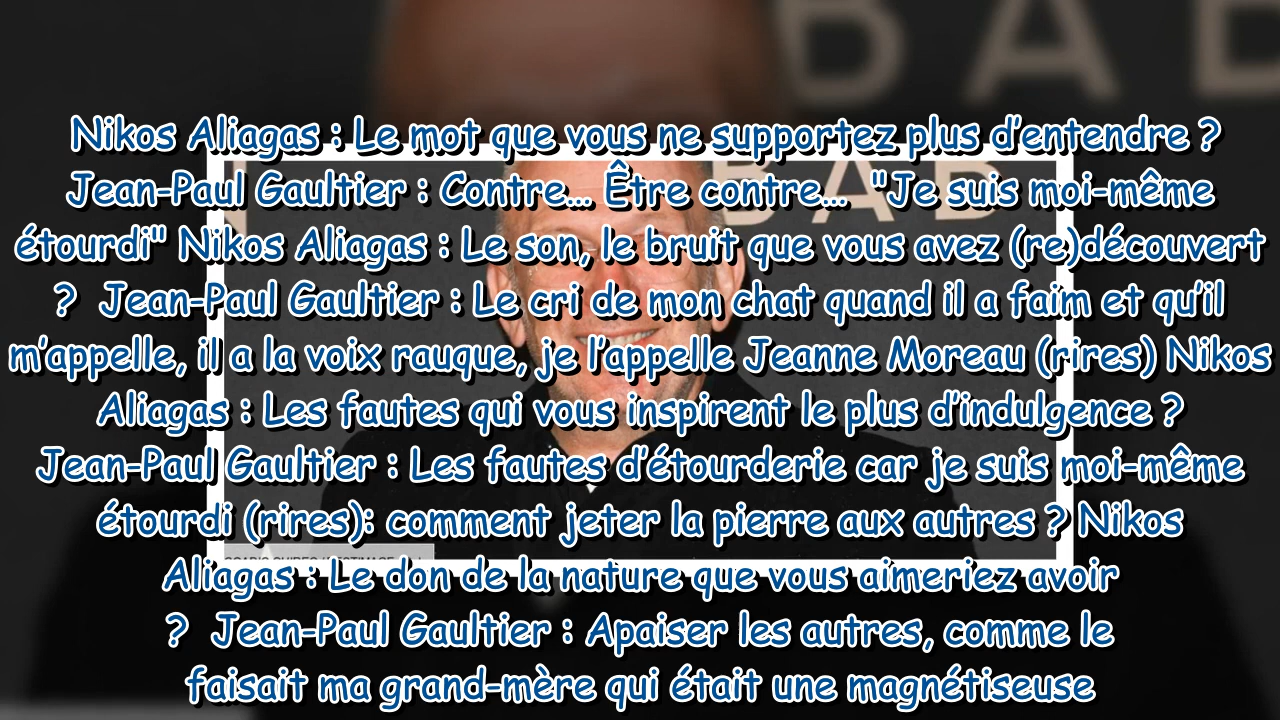 BAB
Nikos Aliagas : Le mot que vous ne supportez plus d'entendre ?
N BAB
Jean-Paul Gaultier : Contre... Être contre... "Je suis moi-même
étourdi" Nikos Aliagas : Le son, le bruit que vous avez (re)découvert
? Jean-Paul Gaultier : Le cri de mon chat quand il a faim et qu'il
m'appelle, il a la voix rauque, je l'appelle Jeanne Moreau (rires) Nikos
Aliagas : Les fautes qui vous inspirent le plus d'indulgence ?
Jean-Paul Gaultier : Les fautes d'étourderie car je suis moi-même
étourdi (rires): comment jeter la pierre aux autres ? Nikos
Aliagas : Le don de la nature que vous aimeriez avoir
? Jean-Paul Gaultier : Apaiser les autres, comme le
faisait ma grand-mère qui était une magnétiseuse